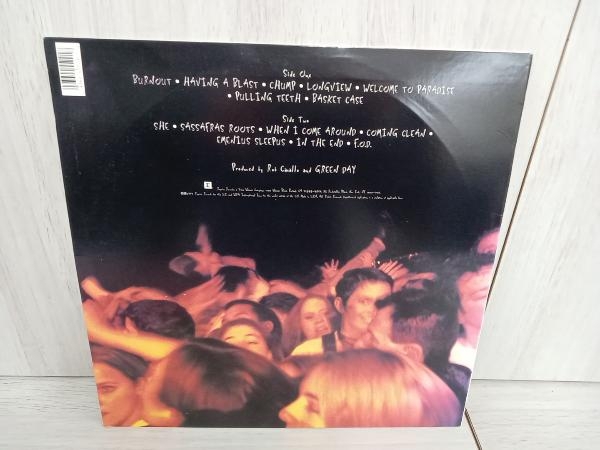 Side One
BURNOUT • HAVING A BLAST • CHUMP • LONGVIEW • WELCOME TO PARADISE
• PULLING TEETH • BASKET CASE
Side Two
SHE • SASSAFRAS ROOTS • WHEN I COME AROUND • COMING CLEAN •
EMENIUS SLEEPUS • IN THE END • F.O.D.
Produced by Rob Cavallo and GREEN DAY